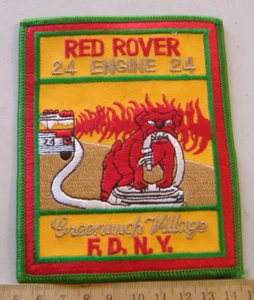 RED ROVER
24 ENGINE 24
24
Greenwich Village
F.D.N.Y.